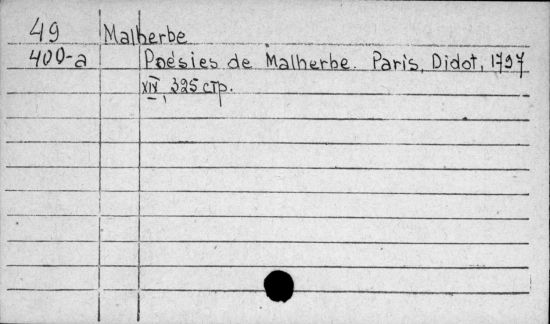 49 Malherbe
400-a Poésies de Malherbe. Paris, Didot, 1797
XIV, 325 стр.